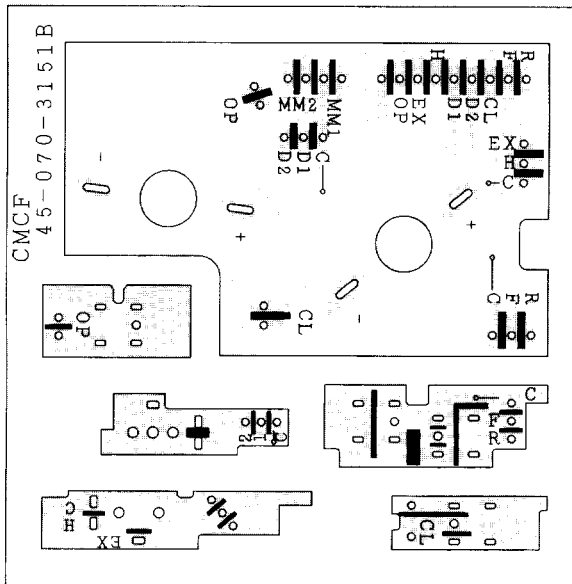 CMCF
45-070-3151B
OP
MM2
MM1
D2
D1
C
OP
EX
H
D1
D2
CL
F
R
EX
H
C
-
+
+
-
CL
C
F
R
OP
2
1
C
F
R
C
H
EX
CL